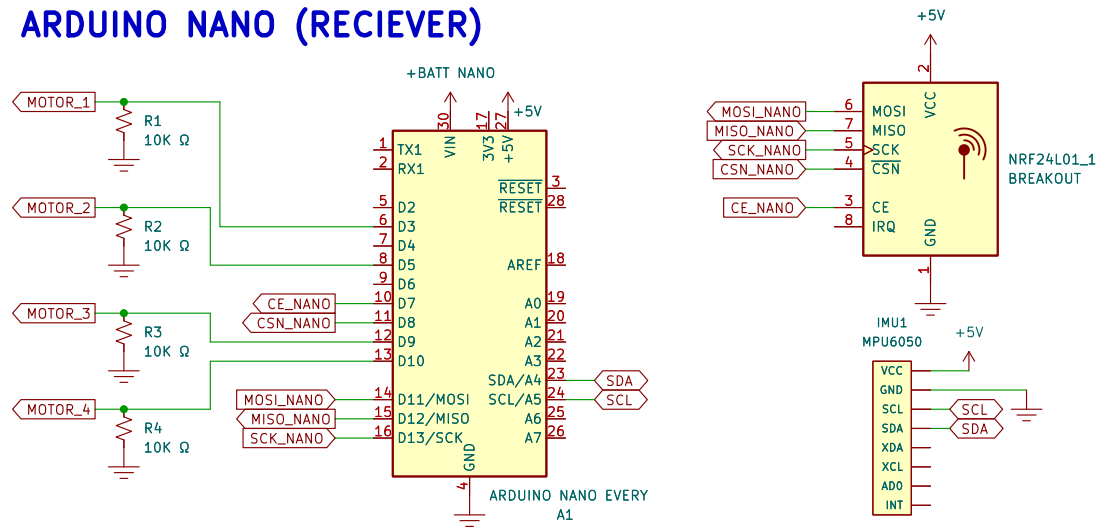 ARDUINO NANO (RECIEVER)
MOTOR_1
R1
10K Ω
MOTOR_2
R2
10K Ω
MOTOR_3
R3
10K Ω
MOTOR_4
R4
10K Ω
+BATT NANO
+5V
30
17
27
VIN
3V3
+5V
1 TX1
2 RX1
5 D2
6 D3
7 D4
8 D5
9 D6
CE_NANO 10 D7
CSN_NANO 11 D8
12 D9
13 D10
MOSI_NANO 14 D11/MOSI
MISO_NANO 15 D12/MISO
SCK_NANO 16 D13/SCK
RESET 3
RESET 28
AREF 18
A0 19
A1 20
A2 21
A3 22
SDA/A4 23 SDA
SCL/A5 24 SCL
A6 25
A7 26
GND
4
ARDUINO NANO EVERY
A1
+5V
2
VCC
MOSI_NANO 6 MOSI
MISO_NANO 7 MISO
SCK_NANO 5 SCK
CSN_NANO 4 CSN
CE_NANO 3 CE
8 IRQ
GND
1
NRF24L01_1
BREAKOUT
IMU1
MPU6050
+5V
VCC
GND
SCL SCL
SDA SDA
XDA
XCL
AD0
INT